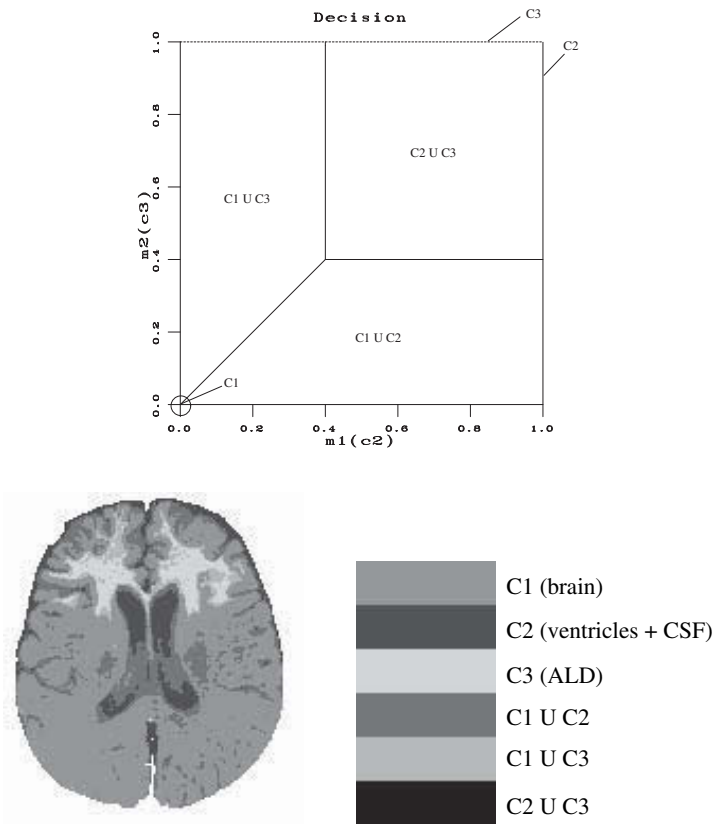 Decision
C3
C2
1.0
0.8
0.6
0.4
0.2
0.0
m2(c3)
C2 U C3
C1 U C3
C1 U C2
C1
0.0 0.2 0.4 0.6 0.8 1.0
m1(c2)
C1 (brain)
C2 (ventricles + CSF)
C3 (ALD)
C1 U C2
C1 U C3
C2 U C3